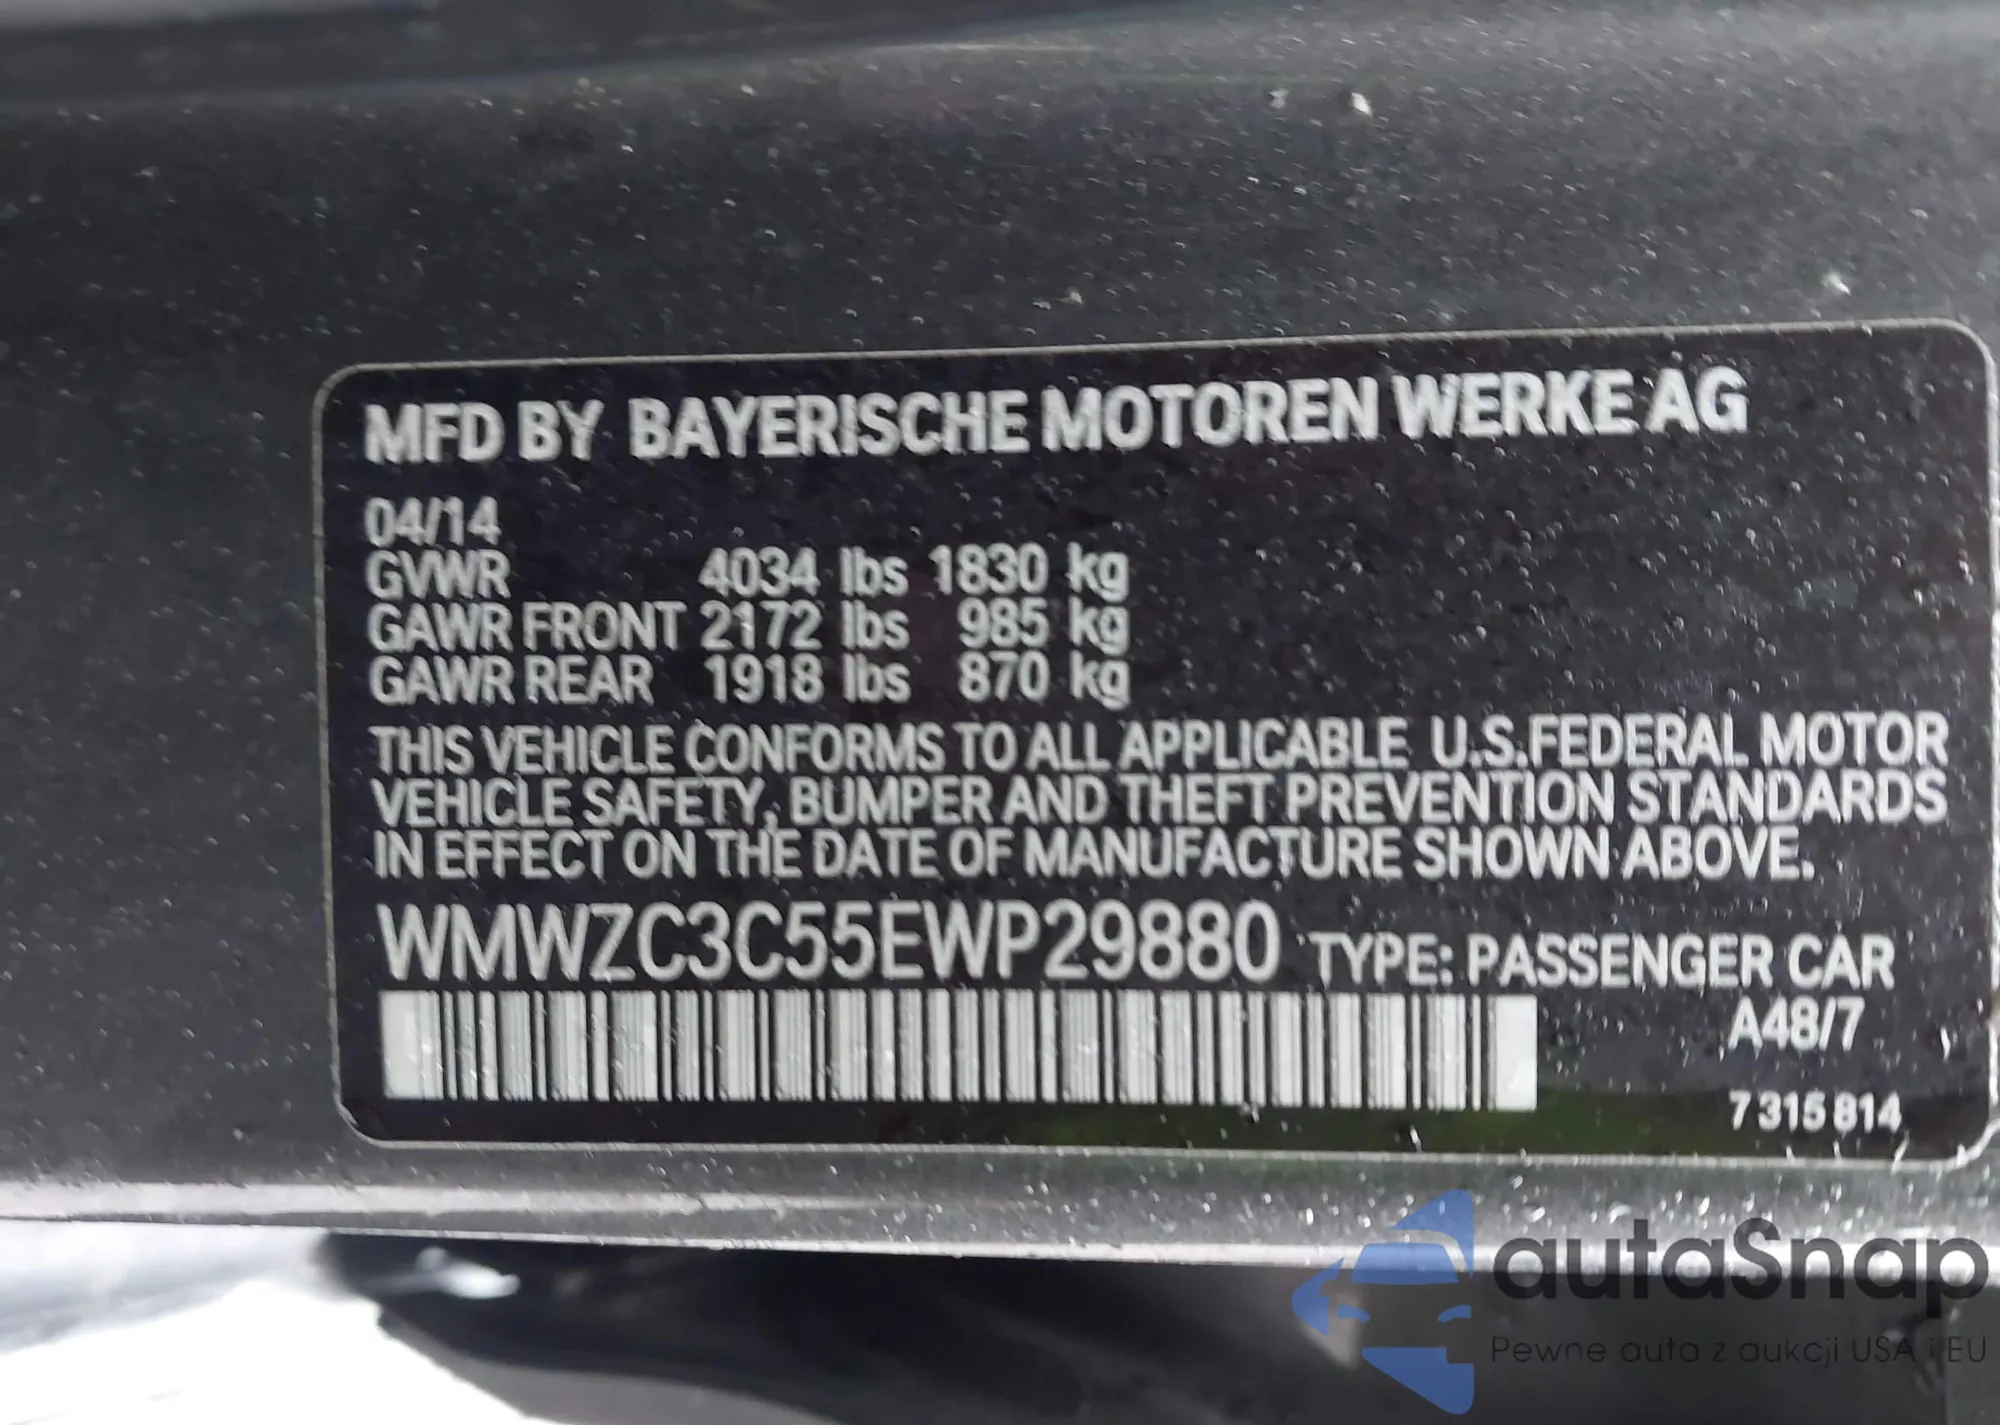 MFD BY BAYERISCHE MOTOREN WERKE AG
04/14
GVWR 4034 lbs 1830 kg
GAWR FRONT 2172 lbs 985 kg
GAWR REAR 1918 lbs 870 kg
THIS VEHICLE CONFORMS TO ALL APPLICABLE U.S.FEDERAL MOTOR
VEHICLE SAFETY, BUMPER AND THEFT PREVENTION STANDARDS
IN EFFECT ON THE DATE OF MANUFACTURE SHOWN ABOVE.
WMWZC3C55EWP29880 TYPE: PASSENGER CAR
A48/7
7 315 814
autaSnap
Pewne auta z aukcji USA i EU